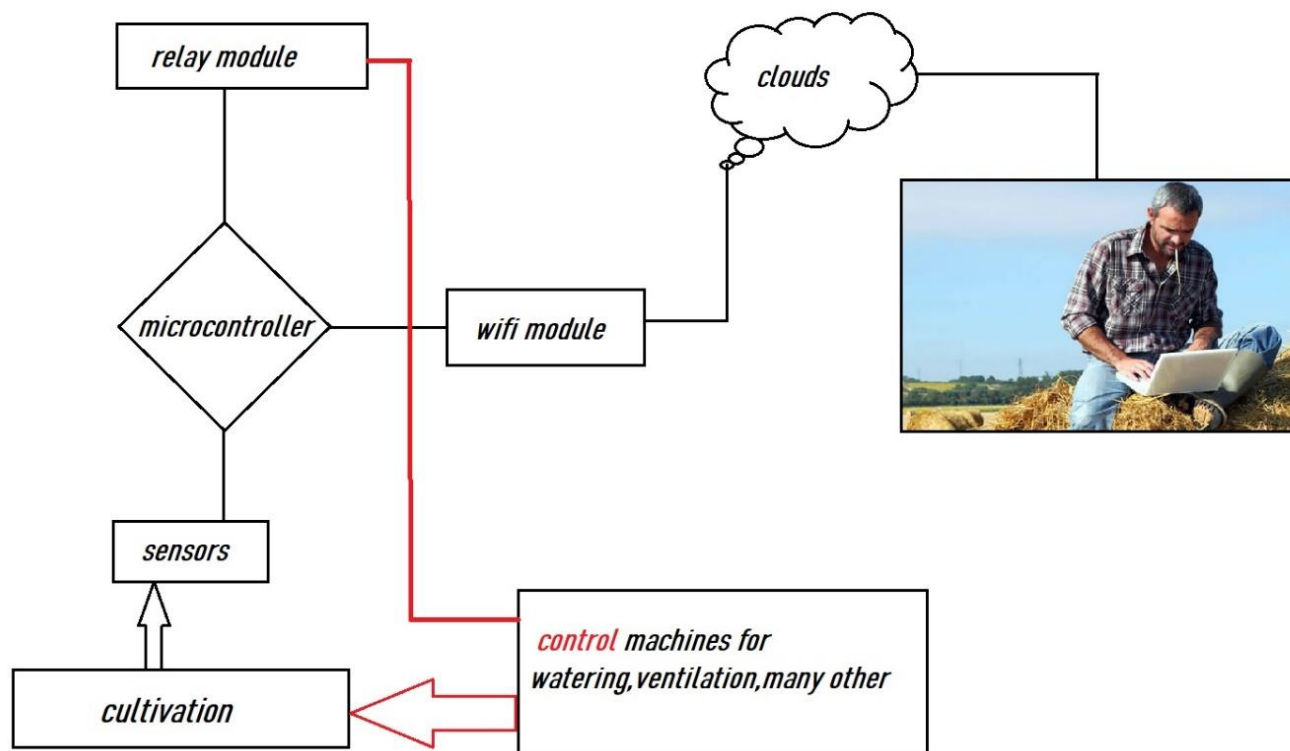 relay module
clouds
microcontroller
wifi module
sensors
control machines for
watering,ventilation,many other
cultivation